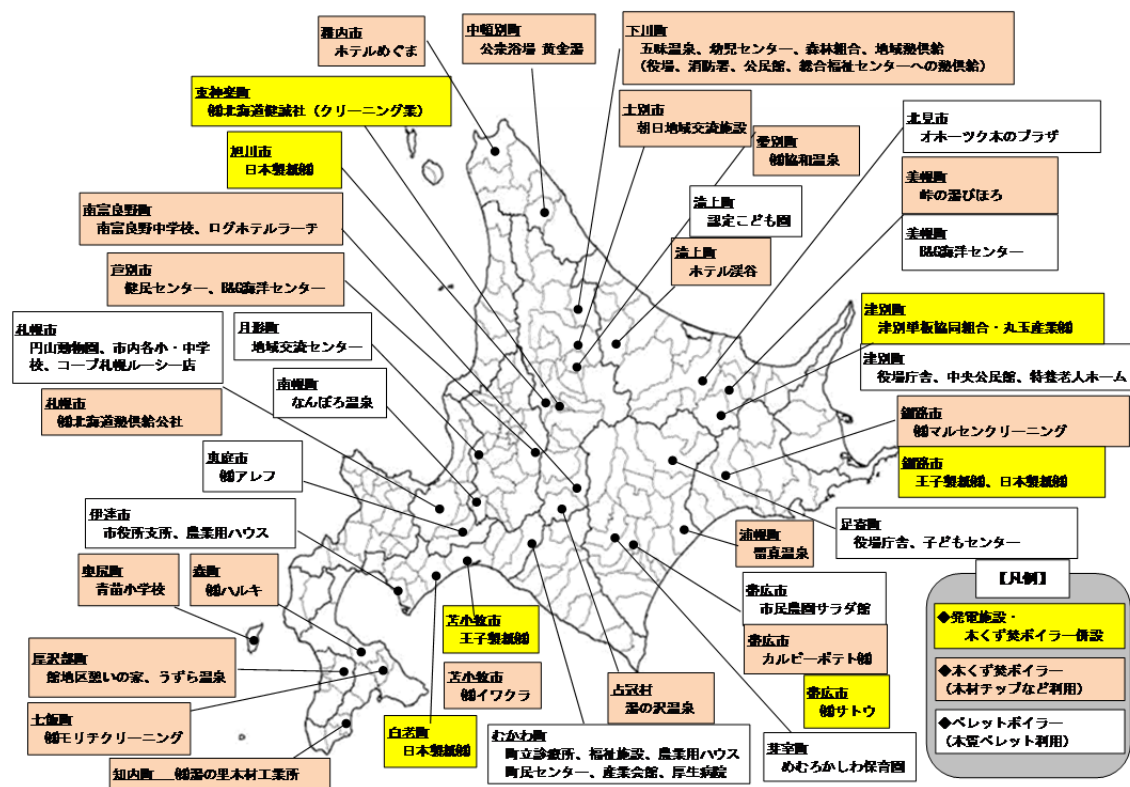 稚内市
ホテルめぐま
中頓別町
公衆浴場 黄金湯
下川町
五味温泉、幼児センター、森林組合、地域熱供給
(役場、消防署、公民館、総合福祉センターへの熱供給)
東神楽町
㈱北海道健誠社（クリーニング業）
士別市
朝日地域交流施設
愛別町
㈱協和温泉
北見市
オホーツク木のプラザ
旭川市
日本製紙㈱
美幌町
峠の湯びほろ
滝上町
認定こども園
南富良野町
南富良野中学校、ログホテルラーチ
美幌町
B&G海洋センター
滝上町
ホテル渓谷
芦別市
健民センター、B&G海洋センター
津別町
津別単板協同組合・丸玉産業㈱
札幌市
円山動物園、市内各小・中学
校、コープ札幌ルーシー店
月形町
地域交流センター
津別町
役場庁舎、中央公民館、特養老人ホーム
南幌町
なんぽろ温泉
札幌市
㈱北海道熱供給公社
釧路市
㈱マルセンクリーニング
恵庭市
㈱アレフ
釧路市
王子製紙㈱、日本製紙㈱
伊達市
市役所支所、農業用ハウス
浦幌町
留真温泉
足寄町
役場庁舎、子どもセンター
奥尻町
青苗小学校
森町
㈱ハルキ
帯広市
市民農園サラダ館
苫小牧市
王子製紙㈱
帯広市
カルビーポテト㈱
厚沢部町
館地区憩いの家、うずら温泉
苫小牧市
㈱イワクラ
占冠村
湯の沢温泉
帯広市
㈱サトウ
七飯町
㈱モリチクリーニング
白老町
日本製紙㈱
むかわ町
町立診療所、福祉施設、農業用ハウス
町民センター、産業会館、厚生病院
芽室町
めむろかしわ保育園
知内町 ㈱湯の里木材工業所
【凡例】
◆発電施設・
木くず焚ボイラー併設
◆木くず焚ボイラー
（木材チップなど利用）
◆ペレットボイラー
（木質ペレット利用）